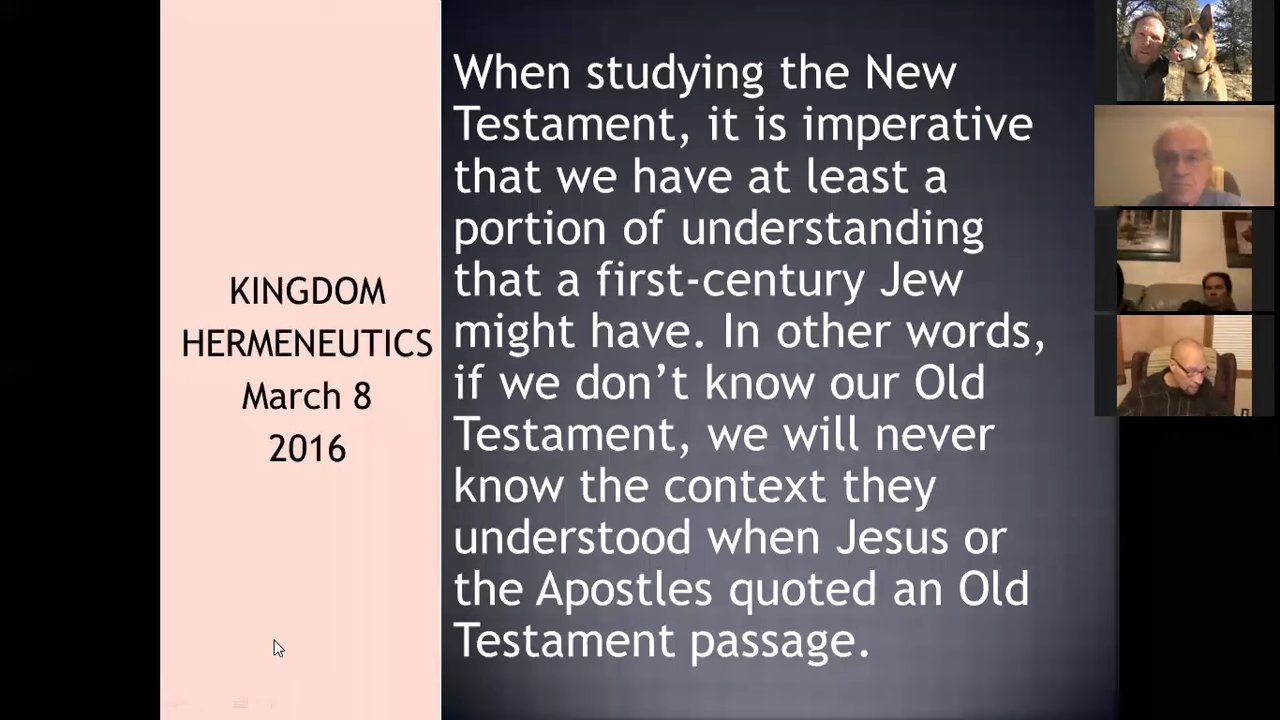 KINGDOM
HERMENEUTICS
March 8
2016
When studying the New
Testament, it is imperative
that we have at least a
portion of understanding
that a first-century Jew
might have. In other words,
if we don’t know our Old
Testament, we will never
know the context they
understood when Jesus or
the Apostles quoted an Old
Testament passage.